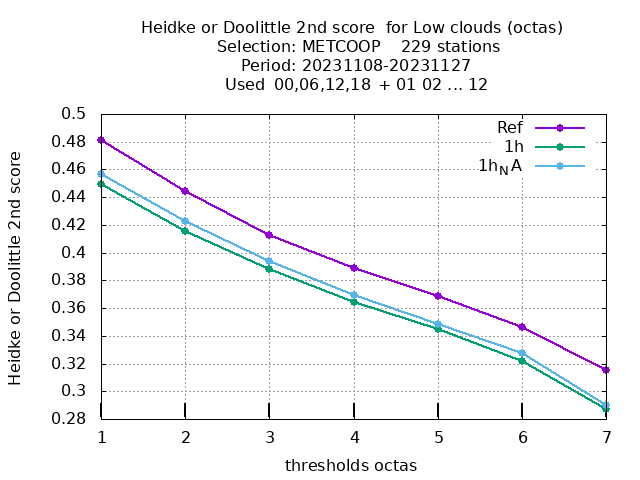 Heidke or Doolittle 2nd score  for Low clouds (octas)
Selection: METCOOP    229 stations
Period: 20231108-20231127
Used  00,06,12,18 + 01 02 ... 12
Heidke or Doolittle 2nd score
0.5
0.48
0.46
0.44
0.42
0.4
0.38
0.36
0.34
0.32
0.3
0.28
Ref
1h
1h_NA
1 2 3 4 5 6 7
thresholds octas